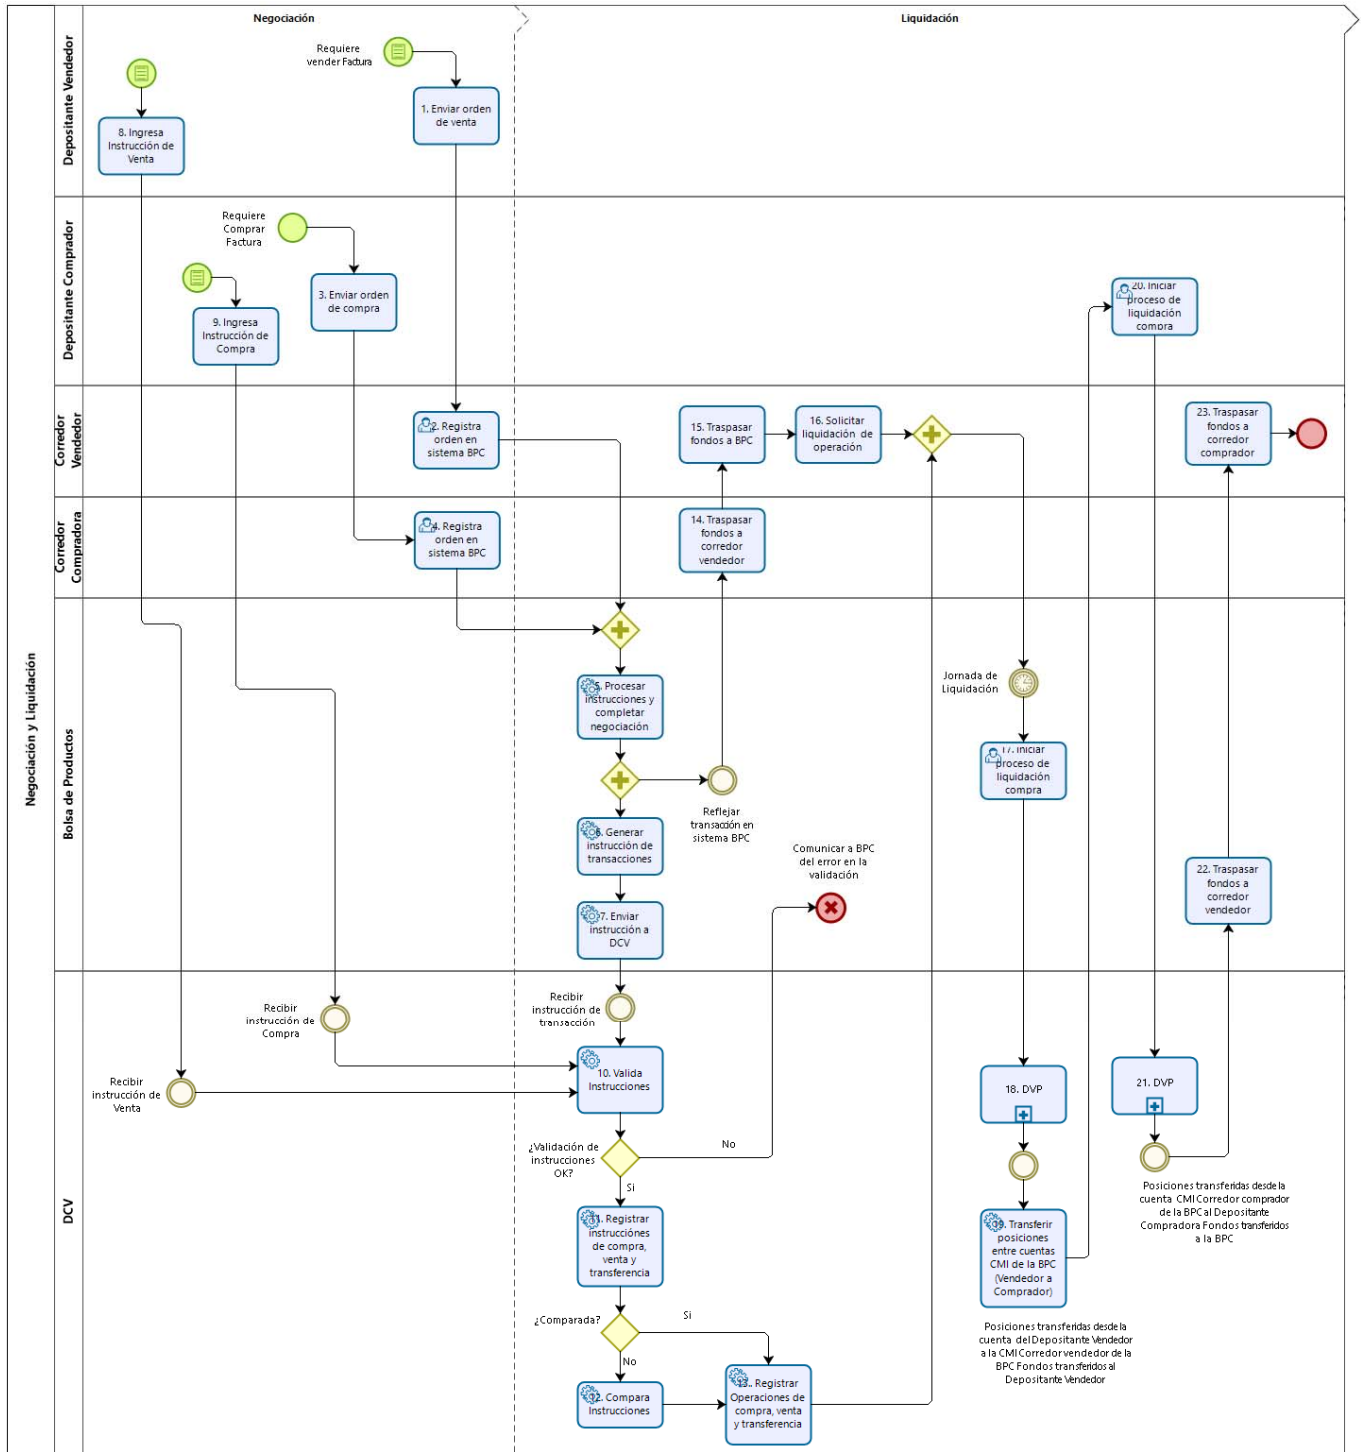 Negociación
Liquidación
Negociación y Liquidación
Depositante Vendedor
Requiere
vender Factura
1. Enviar orden
de venta
8. Ingresa
Instrucción de
Venta
Depositante Comprador
Requiere
Comprar
Factura
3. Enviar orden
de compra
9. Ingresa
Instrucción de
Compra
20. Iniciar
proceso de
liquidación
compra
Corredor
Vendedor
2. Registra
orden en
sistema BPC
15. Traspasar
fondos a BPC
16. Solicitar
liquidación de
operación
23. Traspasar
fondos a
corredor
comprador
Corredor
Compradora
4. Registra
orden en
sistema BPC
14. Traspasar
fondos a
corredor
vendedor
Bolsa de Productos
5. Procesar
instrucciones y
completar
negociación
Jornada de
Liquidación
17. Iniciar
proceso de
liquidación
compra
Reflejar
transacción en
sistema BPC
6. Generar
instrucción de
transacciones
Comunicar a BPC
del error en la
validación
22. Traspasar
fondos a
corredor
vendedor
7. Enviar
instrucción a
DCV
DCV
Recibir
instrucción de
Compra
Recibir
instrucción de
transacción
Recibir
instrucción de
Venta
10. Valida
Instrucciones
18. DVP
21. DVP
¿Validación de
instrucciones
OK?
No
Si
11. Registrar
instrucciónes
de compra,
venta y
transferencia
19. Transferir
posiciones
entre cuentas
CMI de la BPC
(Vendedor a
Comprador)
Posiciones transferidas desde la
cuenta CMI Corredor comprador
de la BPC al Depositante
Compradora Fondos transferidos
a la BPC
¿Comparada?
Si
No
12. Compara
Instrucciones
13. Registrar
Operaciones de
compra, venta
y transferencia
Posiciones transferidas desde la
cuenta del Depositante Vendedor
a la CMI Corredor vendedor de la
BPC Fondos transferidos al
Depositante Vendedor